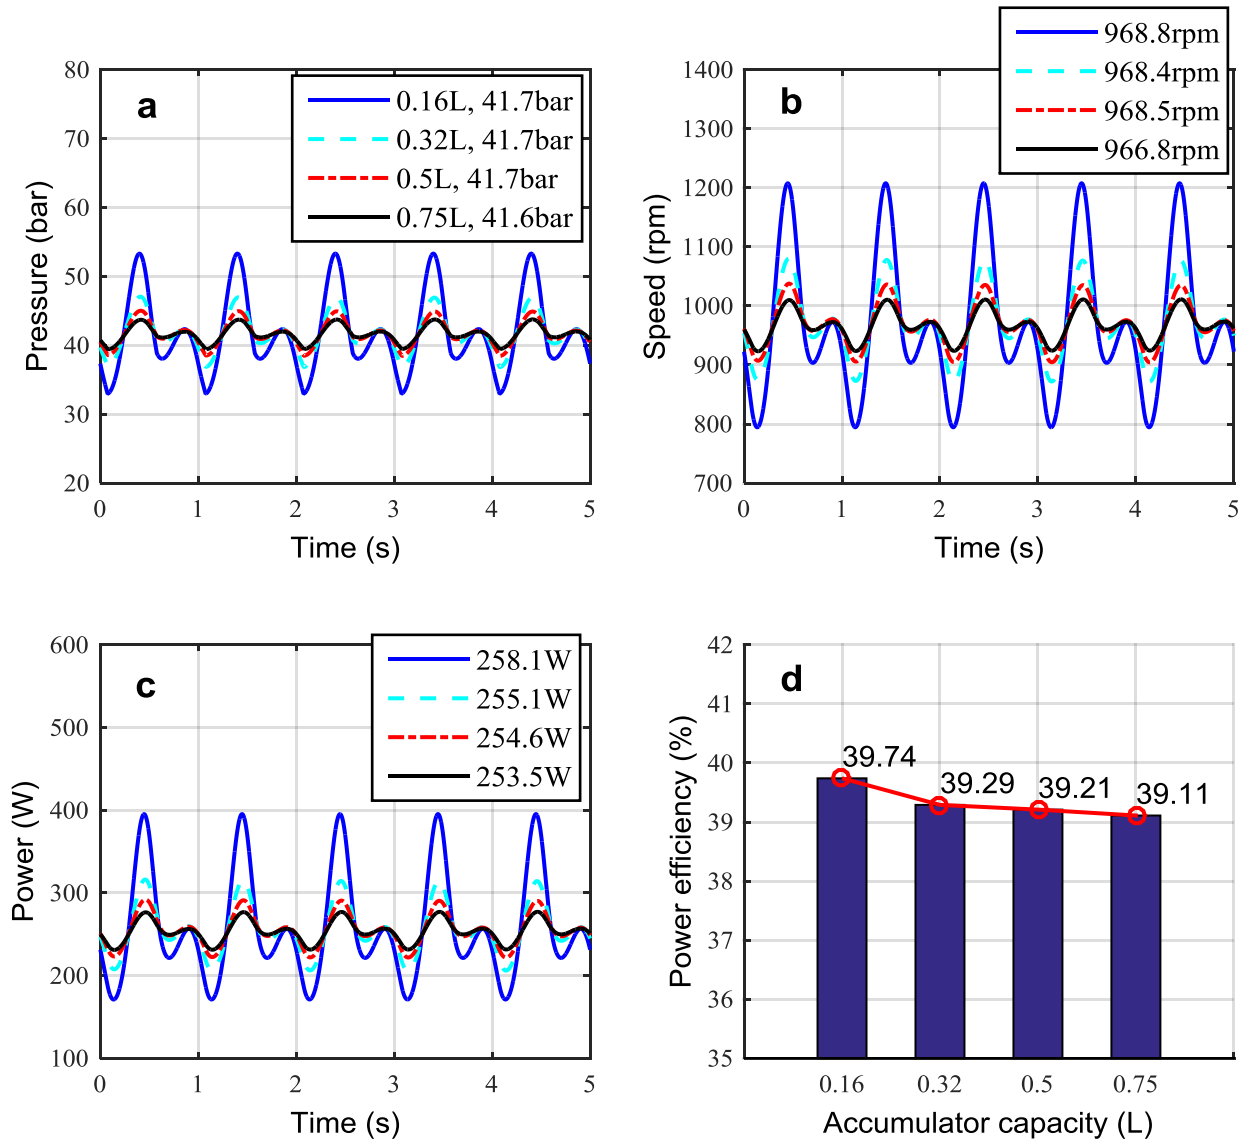 a
80
70
60
50
40
30
20
0
1
2
3
4
5
Pressure (bar)
Time (s)
0.16L, 41.7bar
0.32L, 41.7bar
0.5L, 41.7bar
0.75L, 41.6bar
b
1400
1300
1200
1100
1000
900
800
700
0
1
2
3
4
5
Speed (rpm)
Time (s)
968.8rpm
968.4rpm
968.5rpm
966.8rpm
c
600
500
400
300
200
100
0
1
2
3
4
5
Power (W)
Time (s)
258.1W
255.1W
254.6W
253.5W
d
42
41
40
39
38
37
36
35
39.74
39.29
39.21
39.11
0.16
0.32
0.5
0.75
Power efficiency (%)
Accumulator capacity (L)